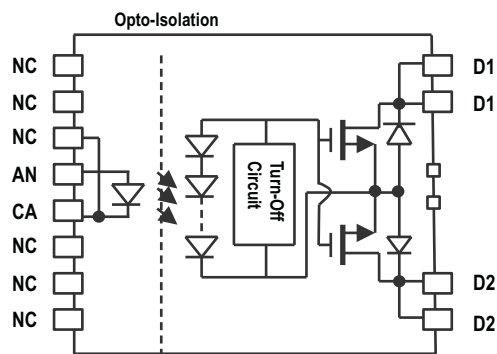 Opto-Isolation
NC
NC
NC
AN
CA
NC
NC
NC
Turn-Off
Circuit
D1
D1
D2
D2